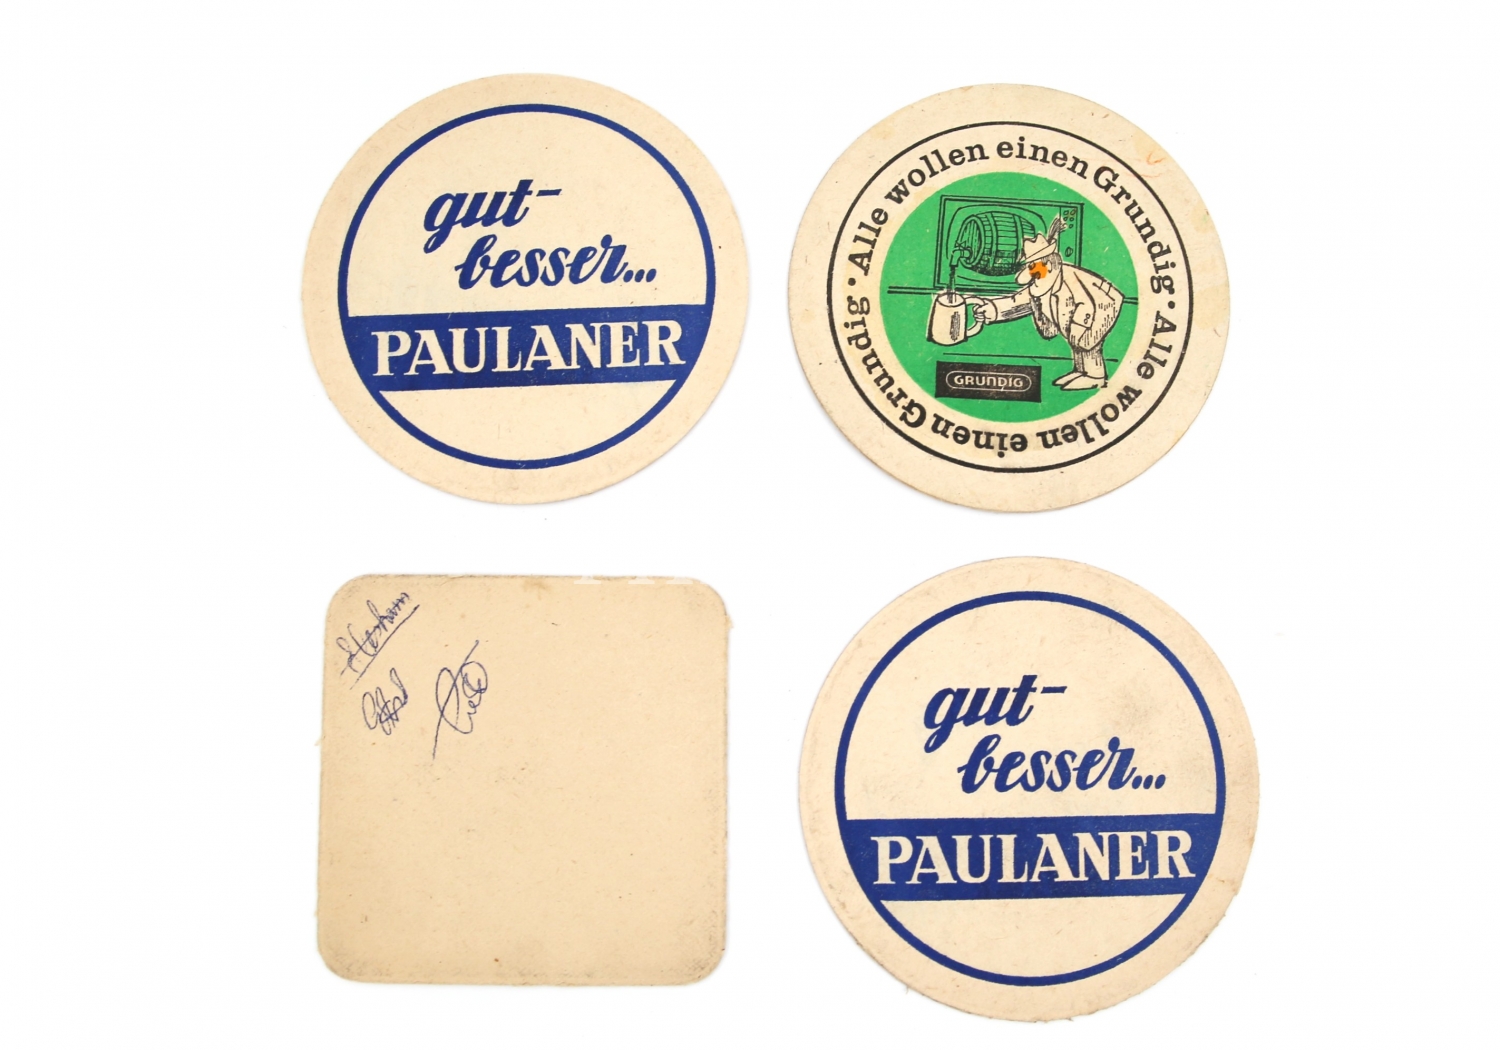 gut-
besser...
PAULANER
Alle wollen einen Grundig · Alle wollen einen Grundig ·
GRUNDIG
gut-
besser...
PAULANER